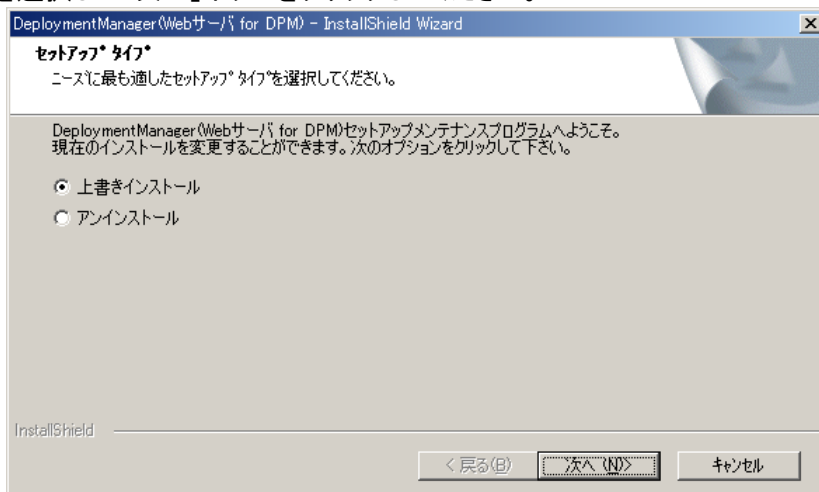 DeploymentManager(Webサーバ for DPM) - InstallShield Wizard
セットアップ タイプ
ニーズに最も適したセットアップ タイプを選択してください。
DeploymentManager(Webサーバ for DPM)セットアップメンテナンスプログラムへようこそ。
現在のインストールを変更することができます。次のオプションをクリックして下さい。
上書きインストール
アンインストール
InstallShield
< 戻る(B)
次へ (N)>
キャンセル